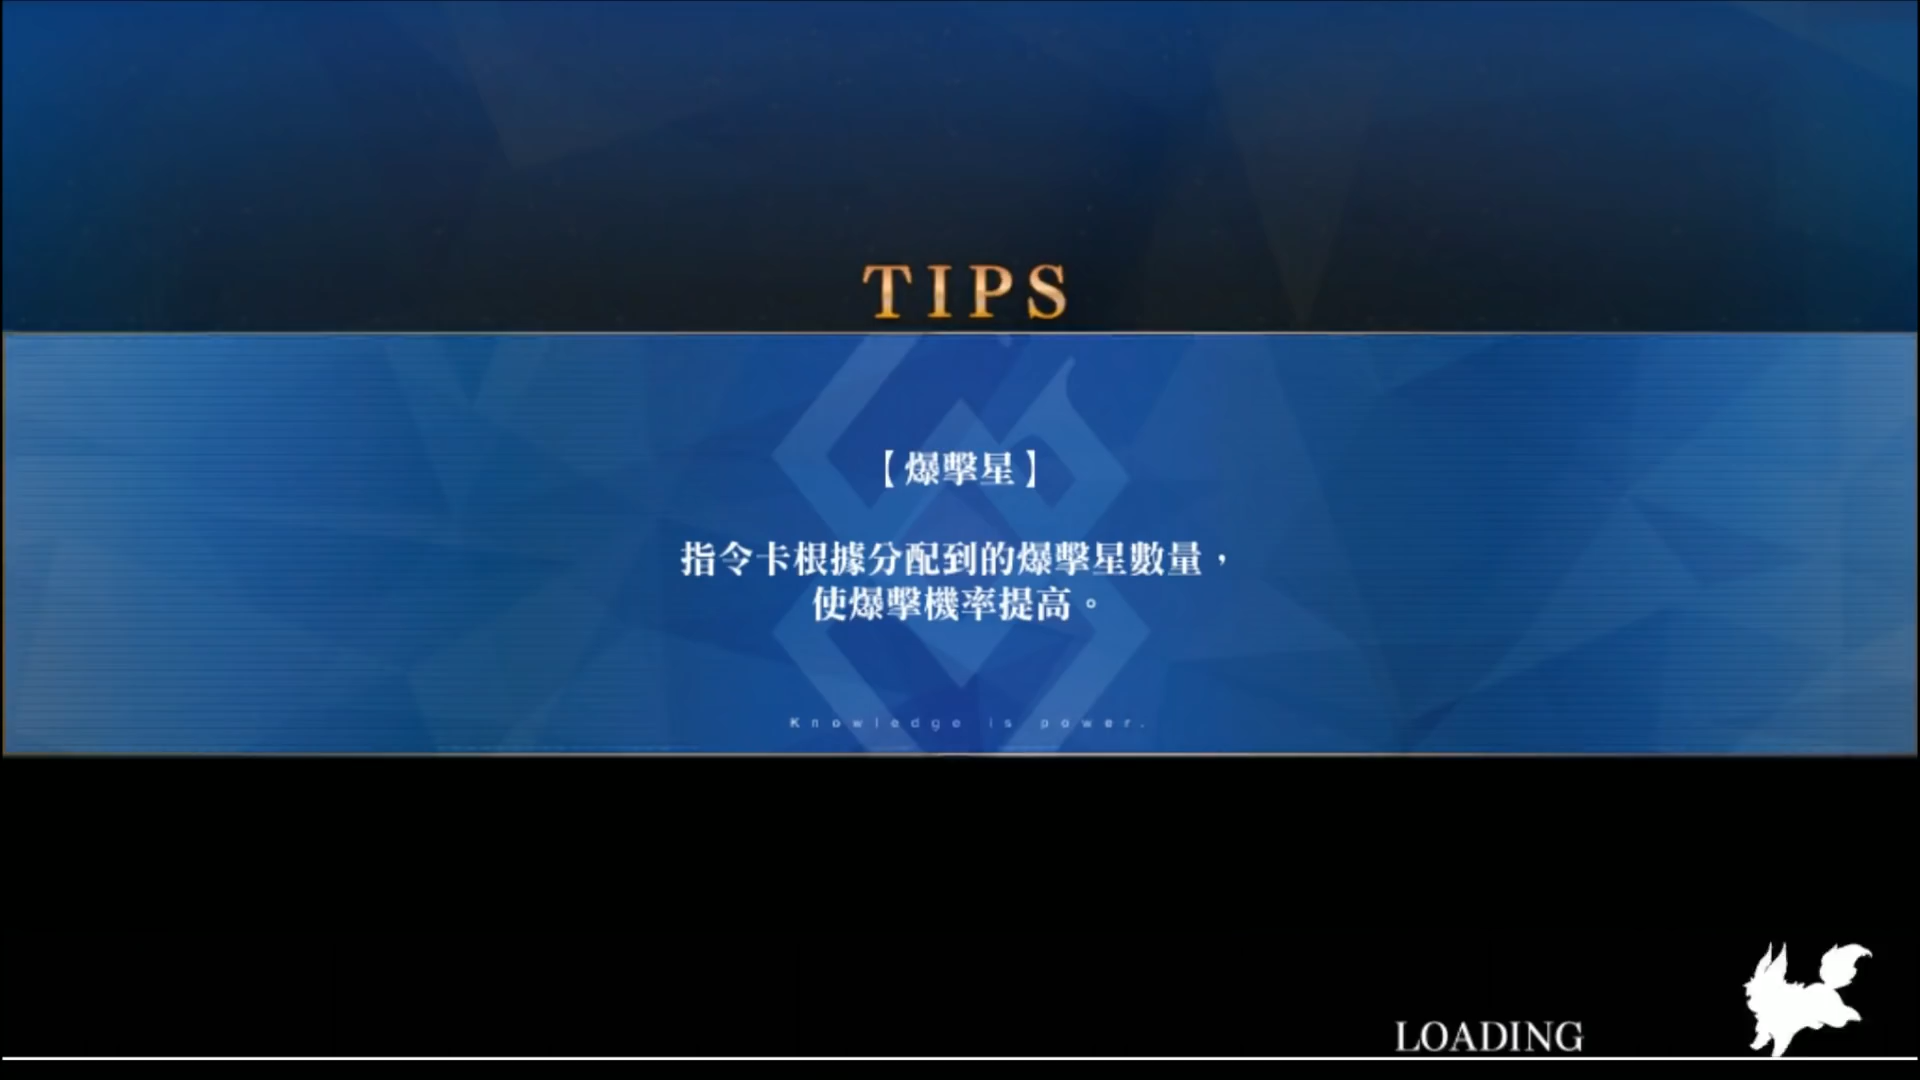 TIPS
【爆擊星】
指令卡根據分配到的爆擊星數量，
使爆擊機率提高。
Knowledge is power.
LOADING